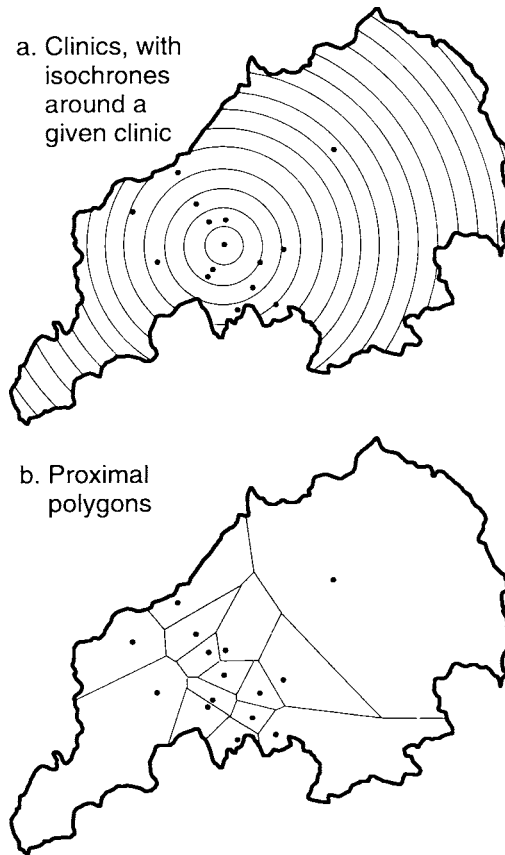 a. Clinics, with
isochrones
around a
given clinic
b. Proximal
polygons